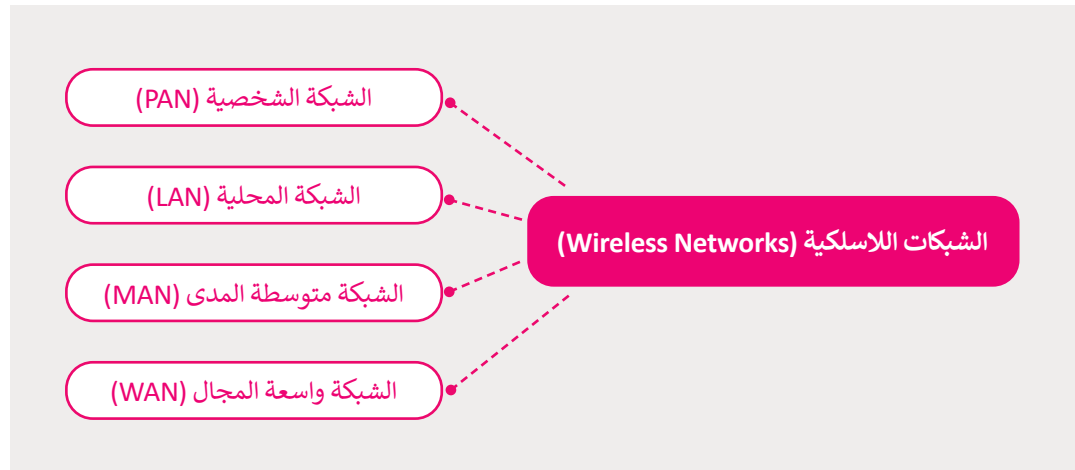 الشبكات اللاسلكية (Wireless Networks)
الشبكة الشخصية (PAN)
الشبكة المحلية (LAN)
الشبكة متوسطة المدى (MAN)
الشبكة واسعة المجال (WAN)